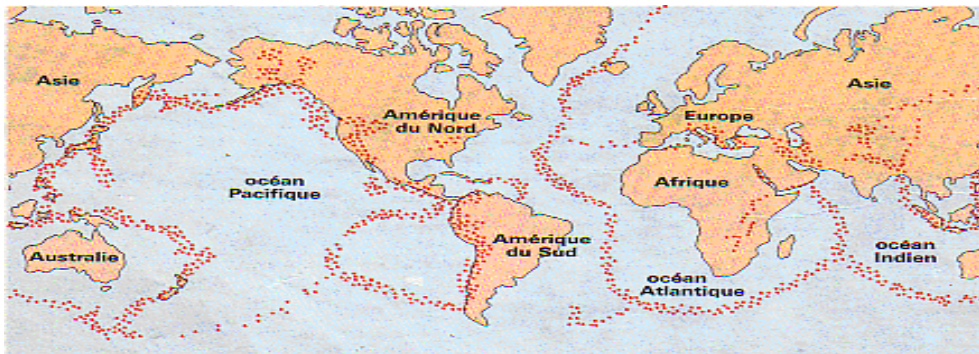 Asie
Asie
Amérique
du Nord
Europe
océan
Pacifique
Afrique
Australie
Amérique
du Sud
océan
Indien
océan
Atlantique